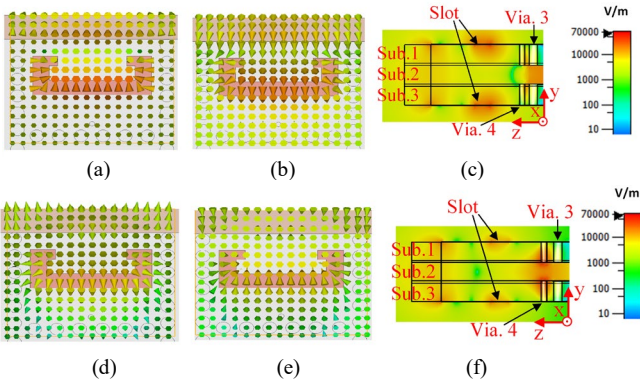 Slot
Via. 3
Sub.1
Sub.2
Sub.3
y
x
z
Via. 4
V/m
70000
10000
1000
100
10
(a)
(b)
(c)
Slot
Via. 3
Sub.1
Sub.2
Sub.3
y
x
z
Via. 4
V/m
70000
10000
1000
100
10
(d)
(e)
(f)